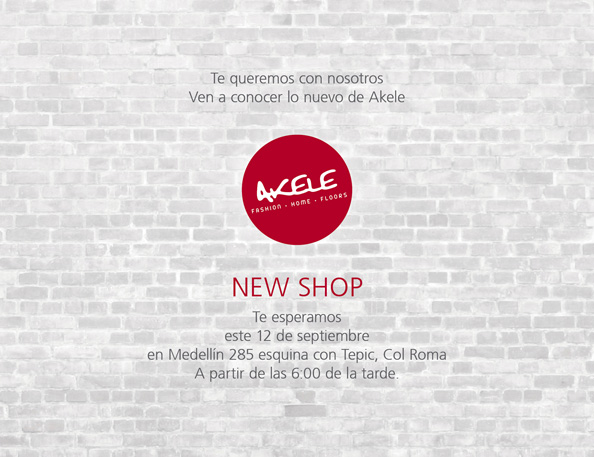 Te queremos con nosotros
Ven a conocer lo nuevo de Akele
AKELE
FASHION • HOME • FLOORS
NEW SHOP
Te esperamos
este 12 de septiembre
en Medellín 285 esquina con Tepic, Col Roma
A partir de las 6:00 de la tarde.